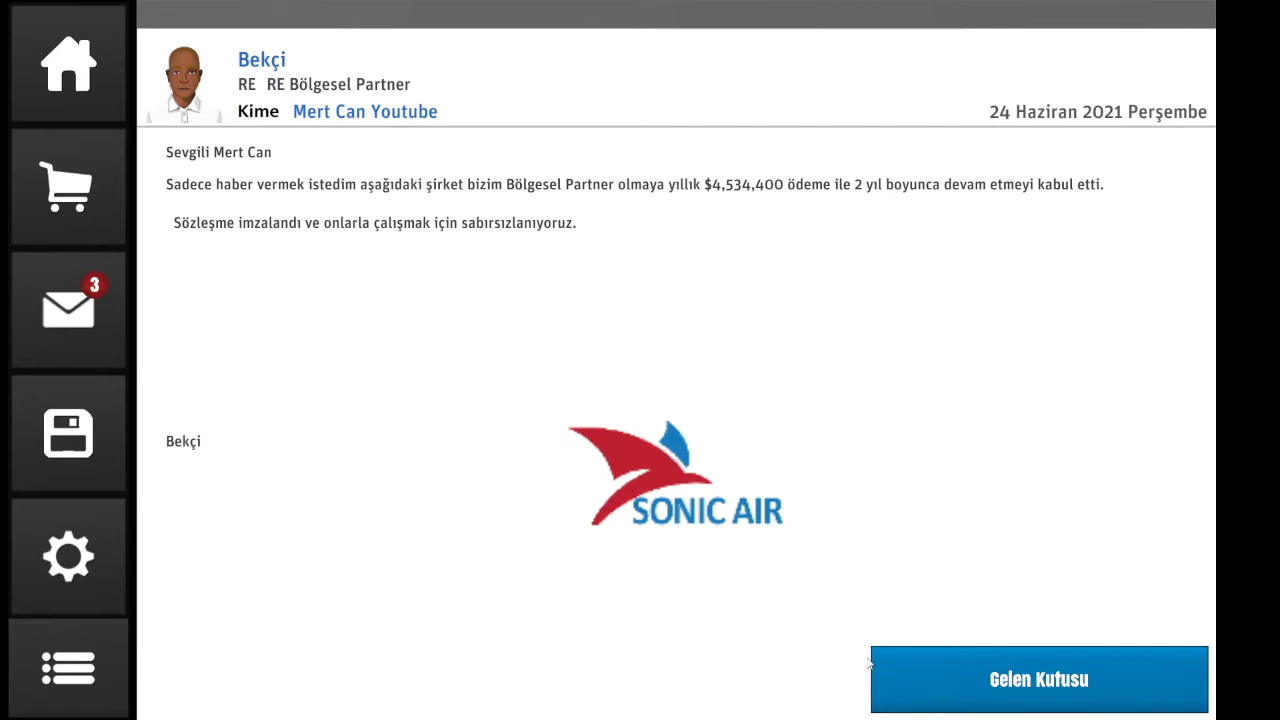 Bekçi
RE RE Bölgesel Partner
Kime Mert Can Youtube
24 Haziran 2021 Perşembe
Sevgili Mert Can
Sadece haber vermek istedim aşağıdaki şirket bizim Bölgesel Partner olmaya yıllık $4,534,400 ödeme ile 2 yıl boyunca devam etmeyi kabul etti.
Sözleşme imzalandı ve onlarla çalışmak için sabırsızlanıyoruz.
3
Bekçi
SONIC AIR
Gelen Kutusu